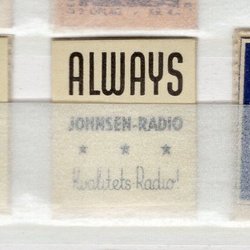 ALWAYS
JOHNSEN-RADIO
Kvalitets Radio!